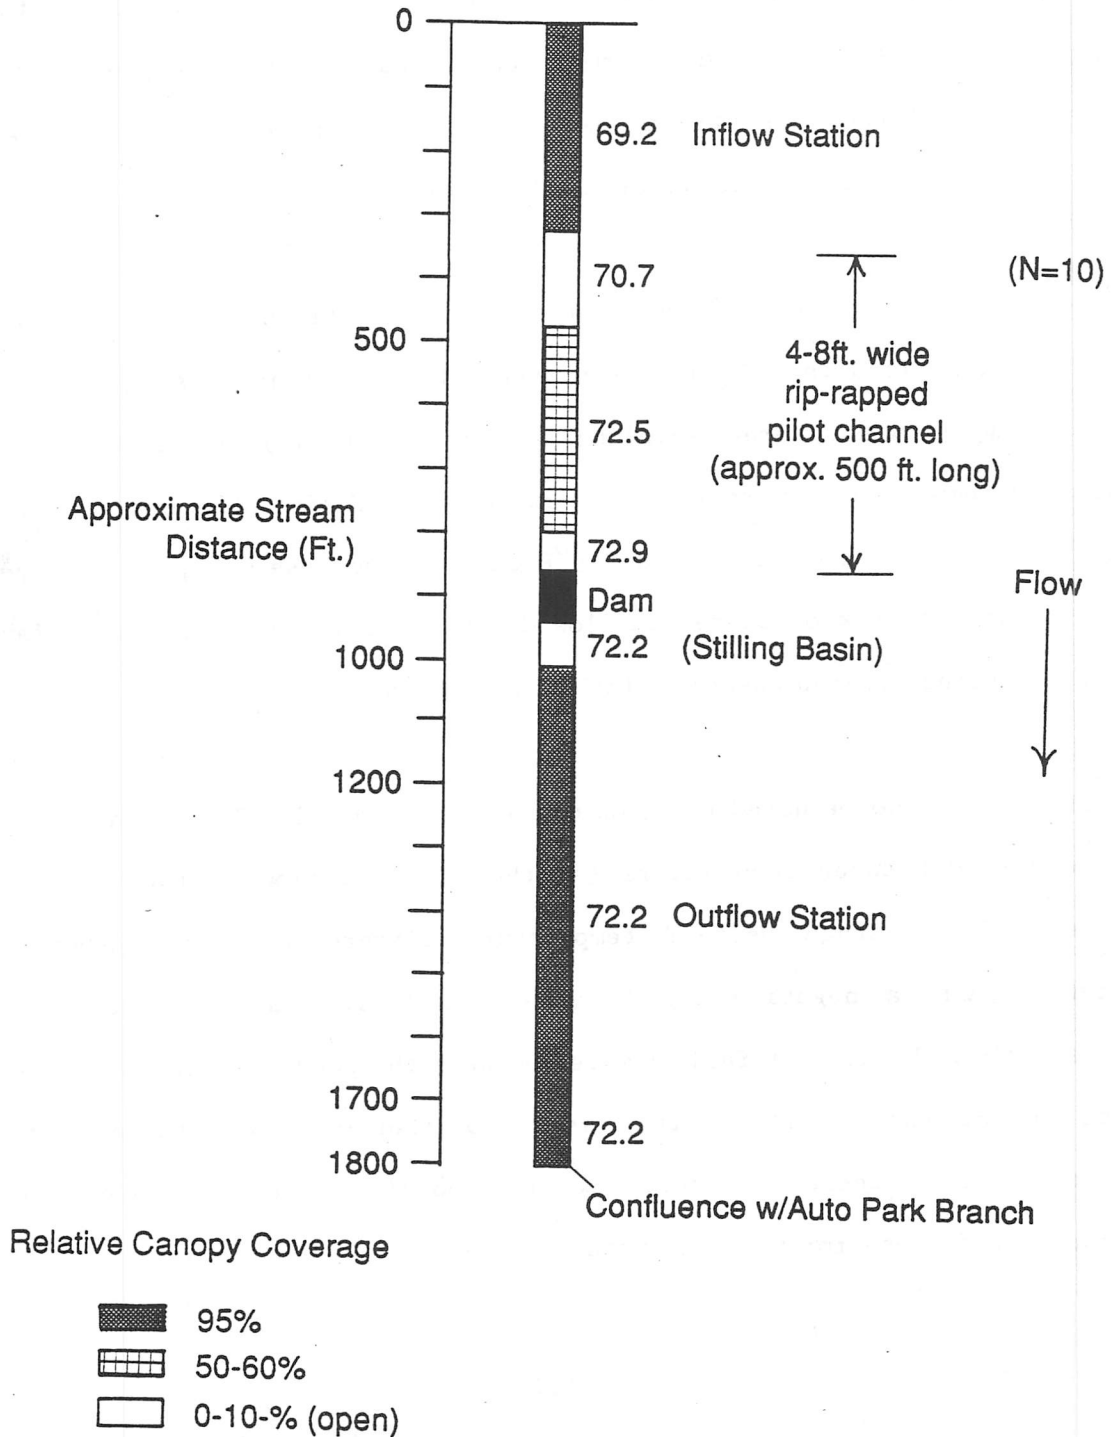 0
69.2 Inflow Station
70.7
(N=10)
500
4-8ft. wide
rip-rapped
pilot channel
(approx. 500 ft. long)
72.5
Approximate Stream
Distance (Ft.)
72.9
Dam
Flow
1000
72.2 (Stilling Basin)
1200
72.2 Outflow Station
1700
72.2
1800
Confluence w/Auto Park Branch
Relative Canopy Coverage
95%
50-60%
0-10-% (open)